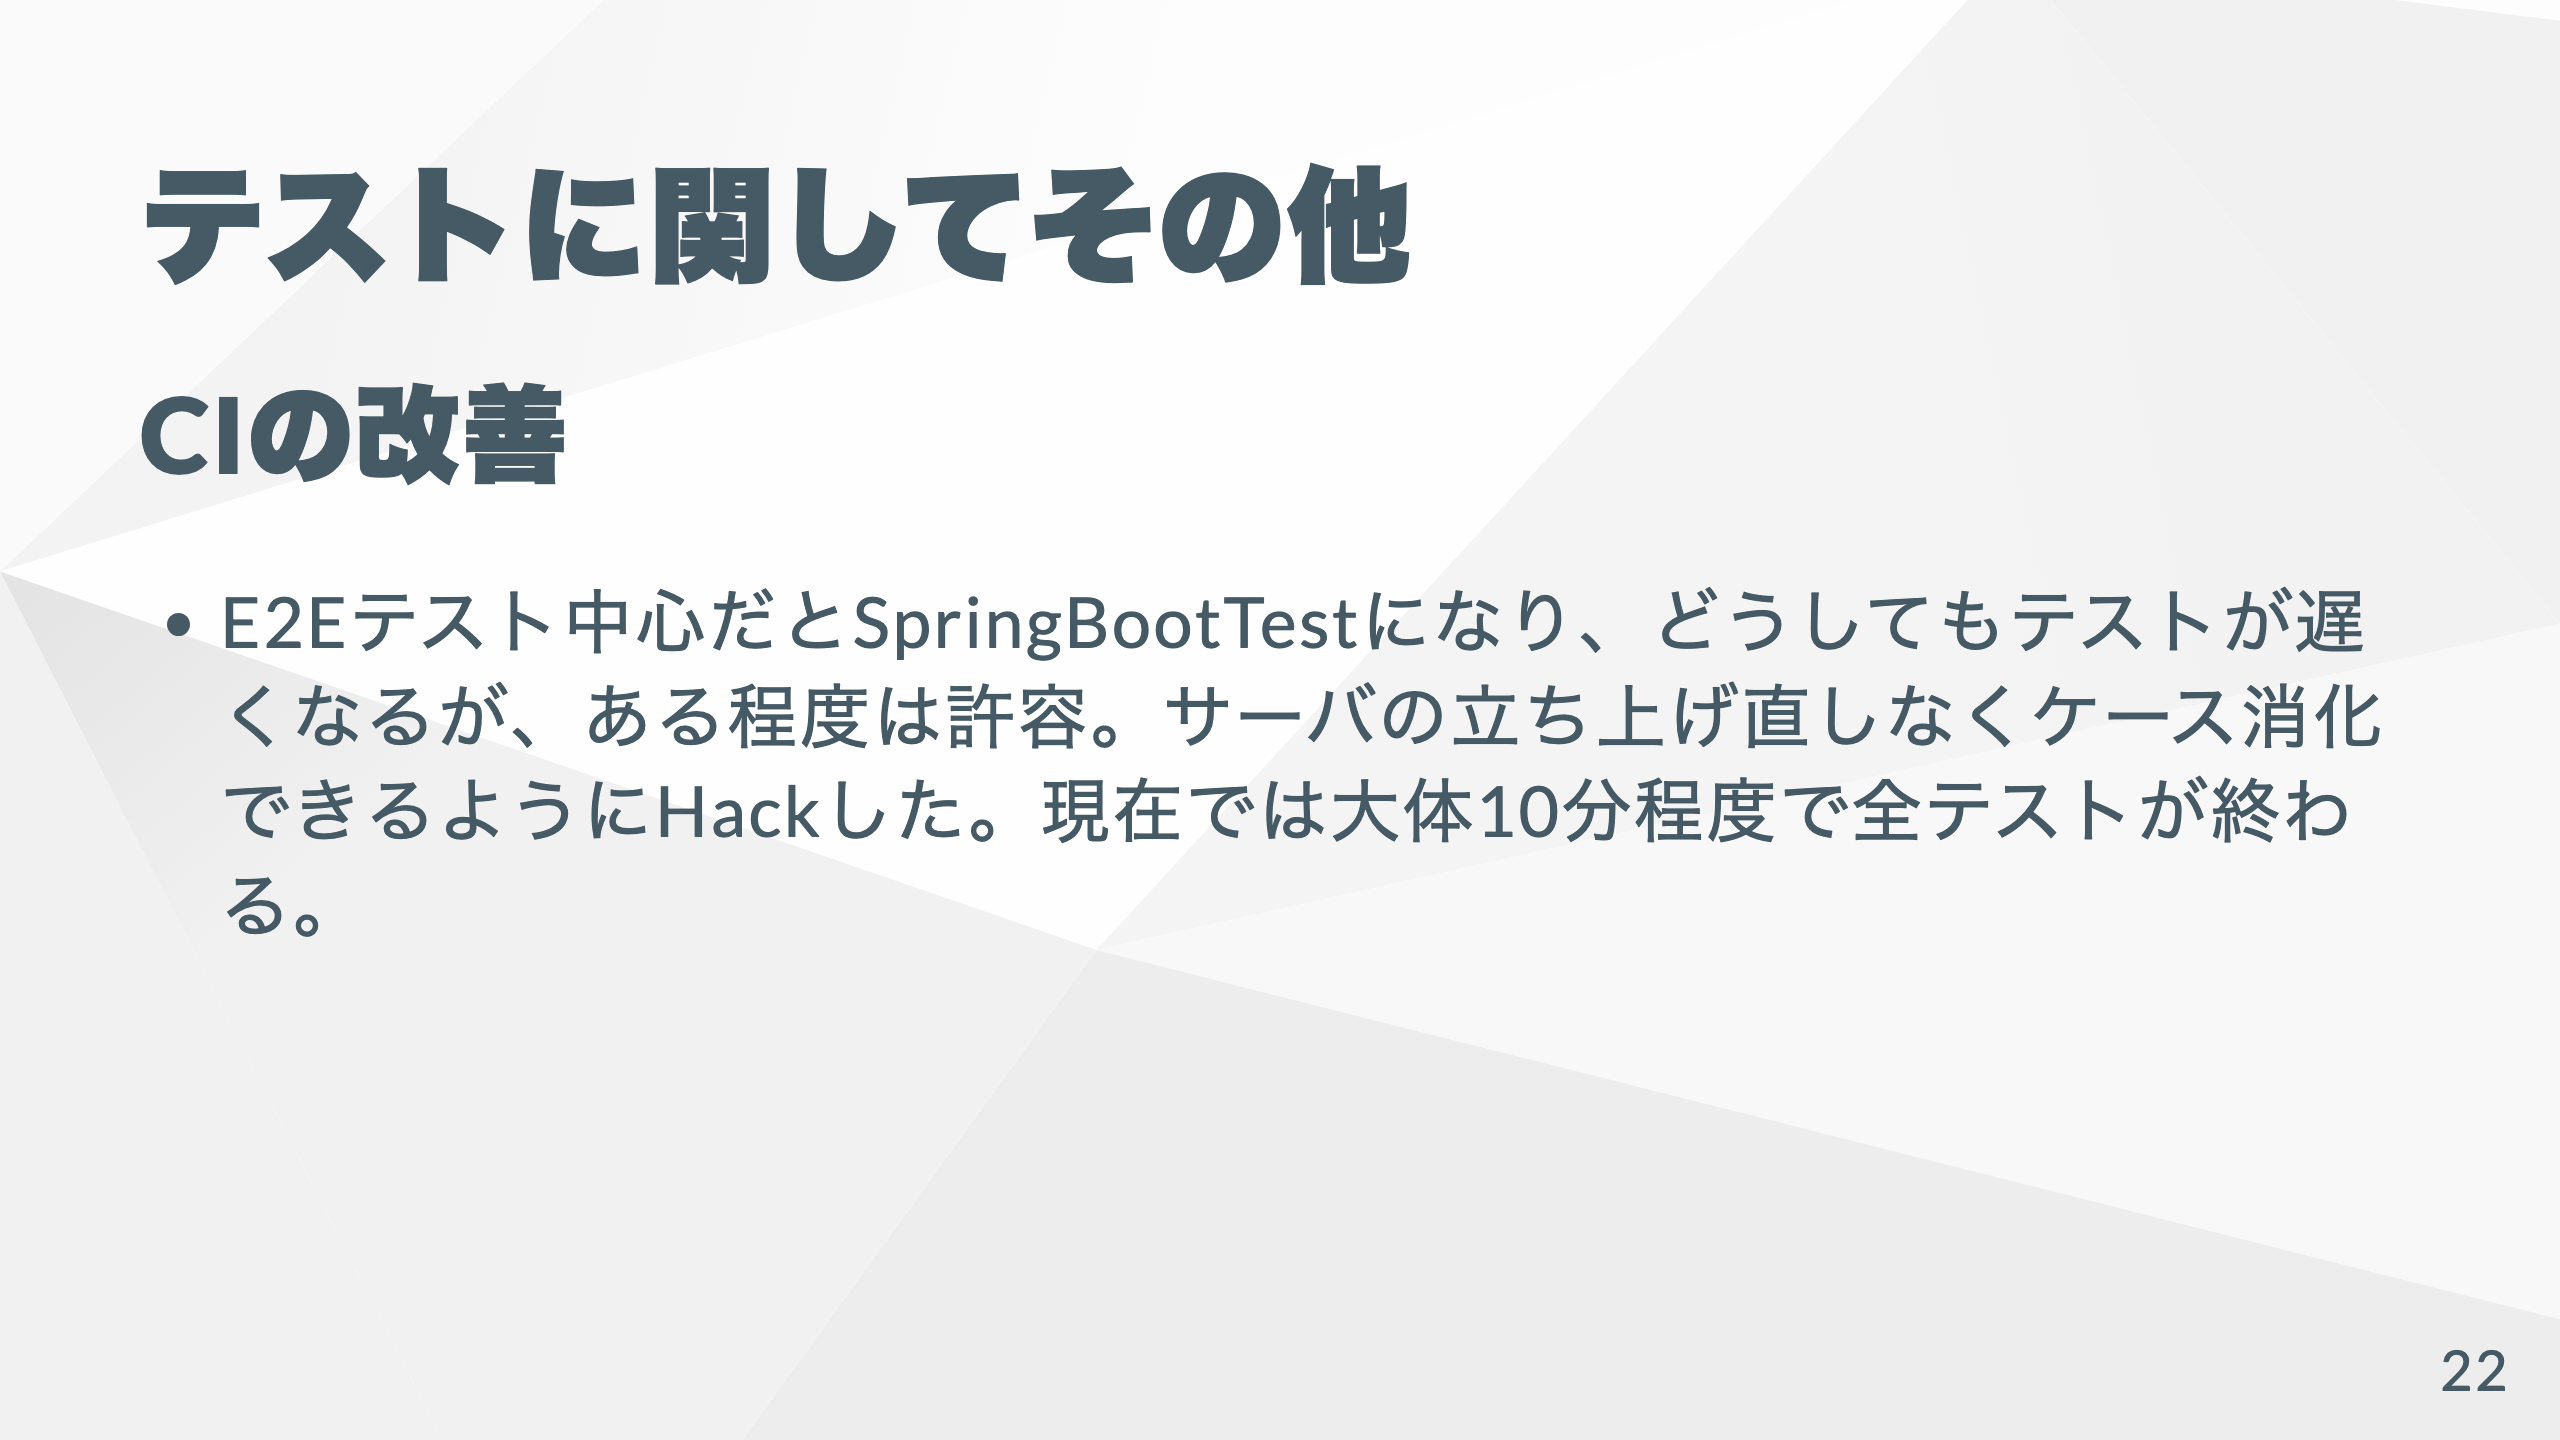 テストに関してその他
CIの改善
• E2Eテスト中心だとSpringBootTestになり、どうしてもテストが遅
くなるが、ある程度は許容。サーバの立ち上げ直しなくケース消化
できるようにHackした。現在では大体10分程度で全テストが終わ
る。
22